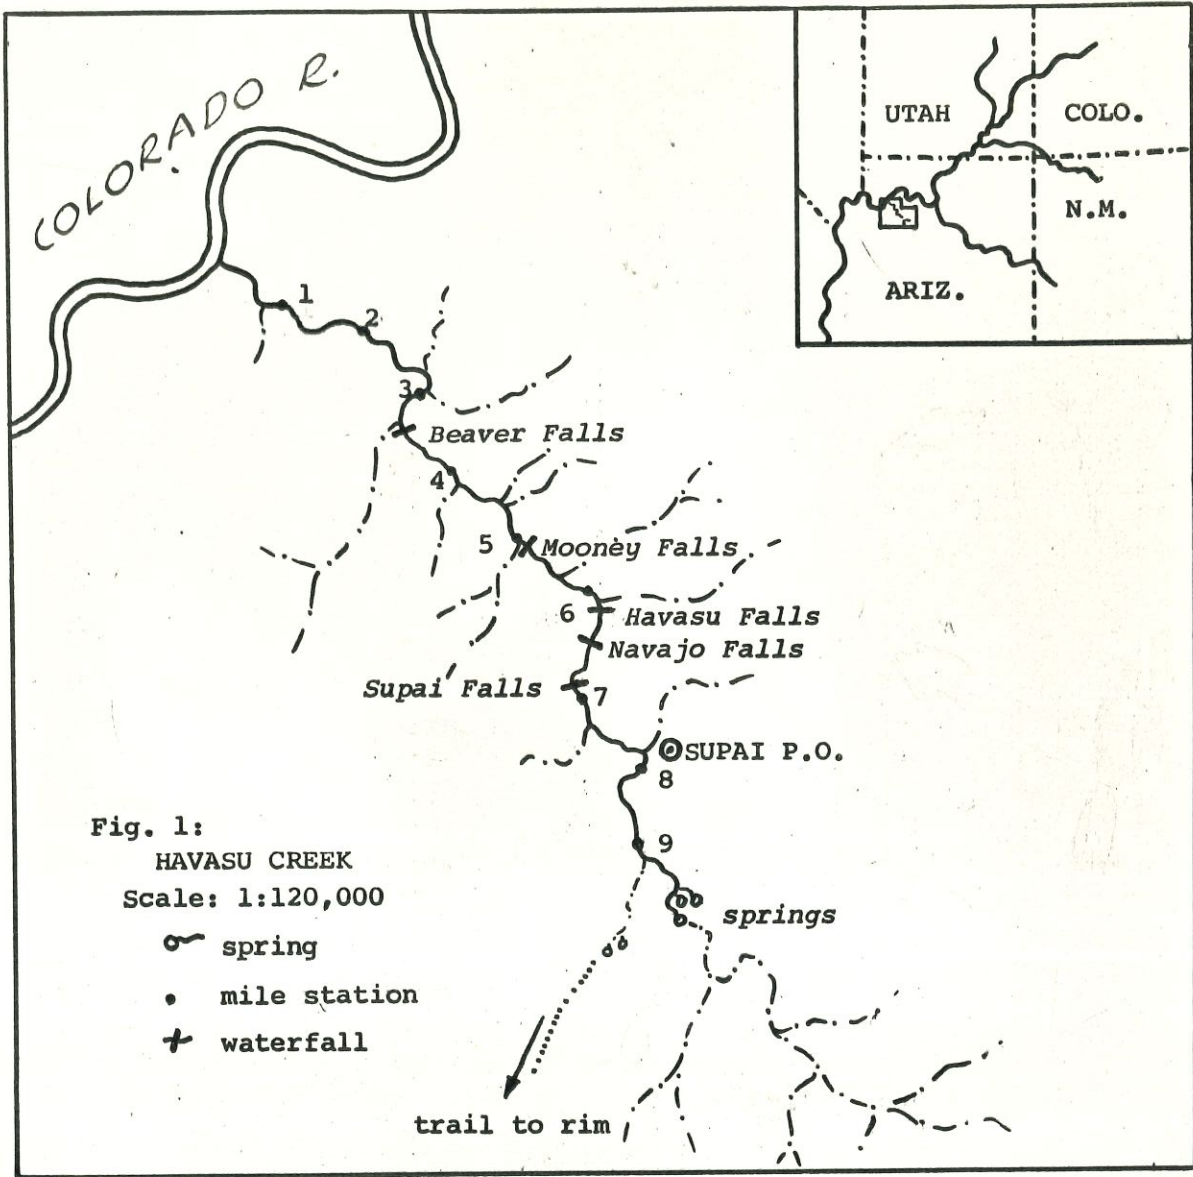 COLORADO R.
UTAH
COLO.
N.M.
ARIZ.
1
2
3
Beaver Falls
4
5
Mooney Falls
6
Havasu Falls
Navajo Falls
Supai Falls
7
SUPAI P.O.
8
9
springs
Fig. 1:
HAVASU CREEK
Scale: 1:120,000
spring
mile station
waterfall
trail to rim